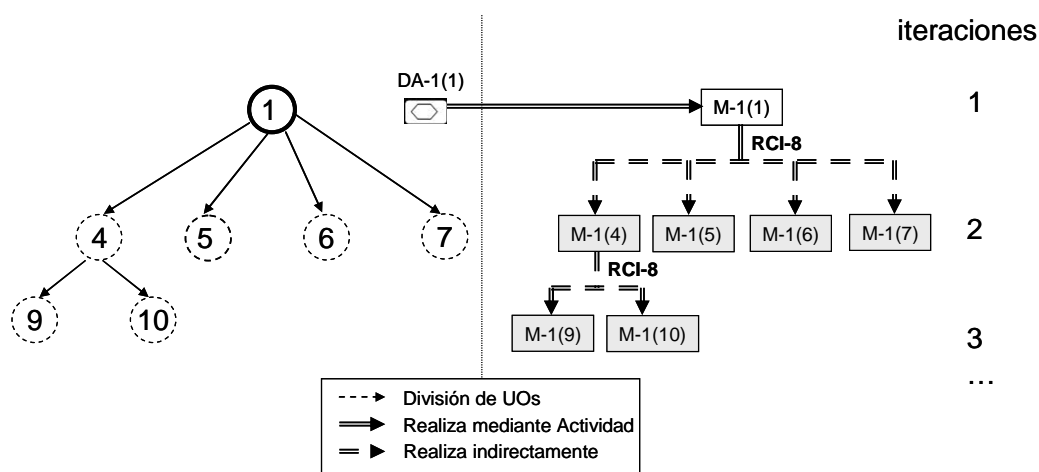 iteraciones
DA-1(1)
1
M-1(1)
1
RCI-8
4
5
6
7
M-1(4)
M-1(5)
M-1(6)
M-1(7)
2
RCI-8
9
10
M-1(9)
M-1(10)
3
...
División de UOs
Realiza mediante Actividad
Realiza indirectamente